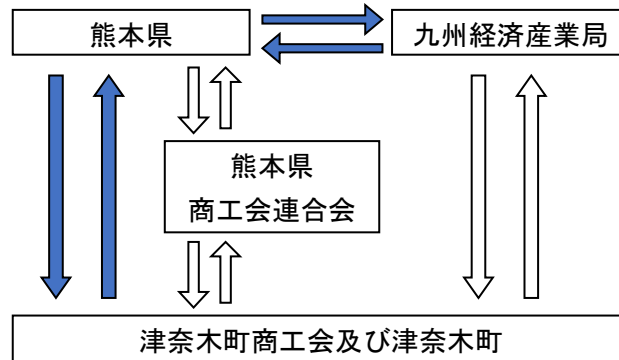 熊本県
九州経済産業局
熊本県
商工会連合会
津奈木町商工会及び津奈木町